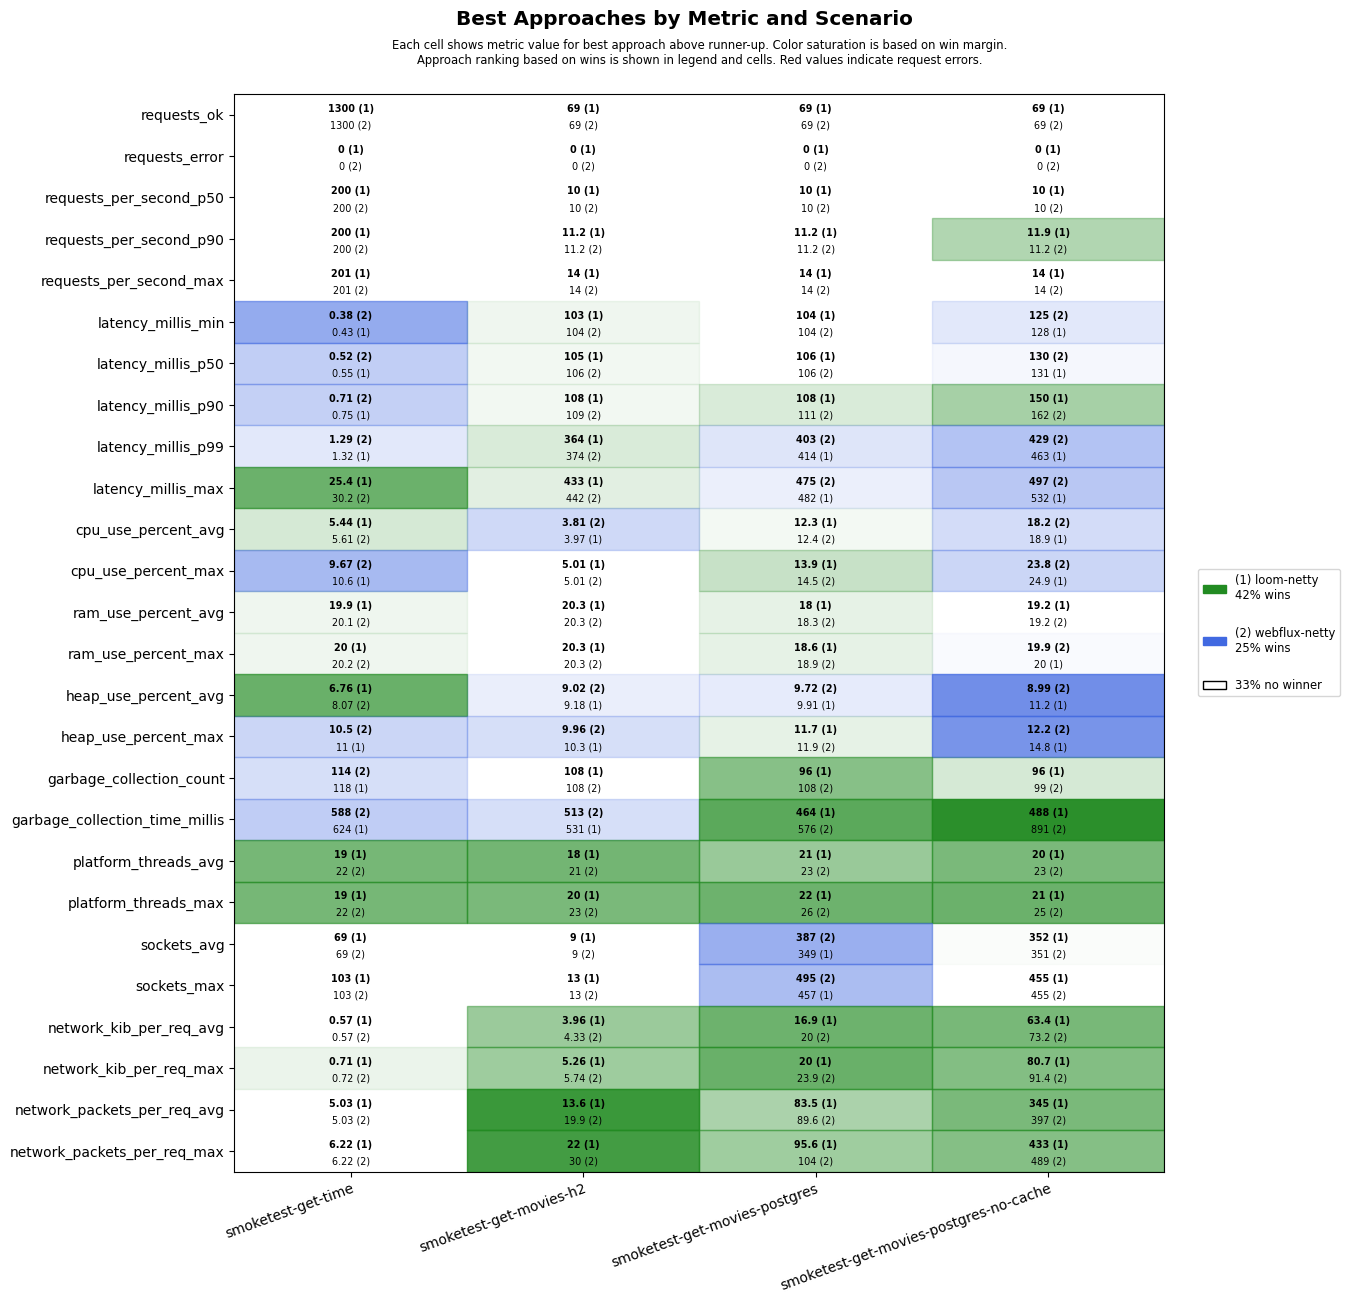 Best Approaches by Metric and Scenario
Each cell shows metric value for best approach above runner-up. Color saturation is based on win margin.
Approach ranking based on wins is shown in legend and cells. Red values indicate request errors.
requests_ok
1300 (1) 69 (1) 69 (1) 69 (1)
1300 (2) 69 (2) 69 (2) 69 (2)
requests_error
0 (1) 0 (1) 0 (1) 0 (1)
0 (2) 0 (2) 0 (2) 0 (2)
requests_per_second_p50
200 (1) 10 (1) 10 (1) 10 (1)
200 (2) 10 (2) 10 (2) 10 (2)
requests_per_second_p90
200 (1) 11.2 (1) 11.2 (1) 11.9 (1)
200 (2) 11.2 (2) 11.2 (2) 11.2 (2)
requests_per_second_max
201 (1) 14 (1) 14 (1) 14 (1)
201 (2) 14 (2) 14 (2) 14 (2)
latency_millis_min
0.38 (2) 103 (1) 104 (1) 125 (2)
0.43 (1) 104 (2) 104 (2) 128 (1)
latency_millis_p50
0.52 (2) 105 (1) 106 (1) 130 (2)
0.55 (1) 106 (2) 106 (2) 131 (1)
latency_millis_p90
0.71 (2) 108 (1) 108 (1) 150 (1)
0.75 (1) 109 (2) 111 (2) 162 (2)
latency_millis_p99
1.29 (2) 364 (1) 403 (2) 429 (2)
1.32 (1) 374 (2) 414 (1) 463 (1)
latency_millis_max
25.4 (1) 433 (1) 475 (2) 497 (2)
30.2 (2) 442 (2) 482 (1) 532 (1)
cpu_use_percent_avg
5.44 (1) 3.81 (2) 12.3 (1) 18.2 (2)
5.61 (2) 3.97 (1) 12.4 (2) 18.9 (1)
cpu_use_percent_max
9.67 (2) 5.01 (1) 13.9 (1) 23.8 (2)
10.6 (1) 5.01 (2) 14.5 (2) 24.9 (1)
ram_use_percent_avg
19.9 (1) 20.3 (1) 18 (1) 19.2 (1)
20.1 (2) 20.3 (2) 18.3 (2) 19.2 (2)
ram_use_percent_max
20 (1) 20.3 (1) 18.6 (1) 19.9 (2)
20.2 (2) 20.3 (2) 18.9 (2) 20 (1)
heap_use_percent_avg
6.76 (1) 9.02 (2) 9.72 (2) 8.99 (2)
8.07 (2) 9.18 (1) 9.91 (1) 11.2 (1)
heap_use_percent_max
10.5 (2) 9.96 (2) 11.7 (1) 12.2 (2)
11 (1) 10.3 (1) 11.9 (2) 14.8 (1)
garbage_collection_count
114 (2) 108 (1) 96 (1) 96 (1)
118 (1) 108 (2) 108 (2) 99 (2)
garbage_collection_time_millis
588 (2) 513 (2) 464 (1) 488 (1)
624 (1) 531 (1) 576 (2) 891 (2)
platform_threads_avg
19 (1) 18 (1) 21 (1) 20 (1)
22 (2) 21 (2) 23 (2) 23 (2)
platform_threads_max
19 (1) 20 (1) 22 (1) 21 (1)
22 (2) 23 (2) 26 (2) 25 (2)
sockets_avg
69 (1) 9 (1) 387 (2) 352 (1)
69 (2) 9 (2) 349 (1) 351 (2)
sockets_max
103 (1) 13 (1) 495 (2) 455 (1)
103 (2) 13 (2) 457 (1) 455 (2)
network_kib_per_req_avg
0.57 (1) 3.96 (1) 16.9 (1) 63.4 (1)
0.57 (2) 4.33 (2) 20 (2) 73.2 (2)
network_kib_per_req_max
0.71 (1) 5.26 (1) 20 (1) 80.7 (1)
0.72 (2) 5.74 (2) 23.9 (2) 91.4 (2)
network_packets_per_req_avg
5.03 (1) 13.6 (1) 83.5 (1) 345 (1)
5.03 (2) 19.9 (2) 89.6 (2) 397 (2)
network_packets_per_req_max
6.22 (1) 22 (1) 95.6 (1) 433 (1)
6.22 (2) 30 (2) 104 (2) 489 (2)
smoketest-get-time
smoketest-get-movies-h2
smoketest-get-movies-postgres
smoketest-get-movies-postgres-no-cache
(1) loom-netty
42% wins
(2) webflux-netty
25% wins
33% no winner